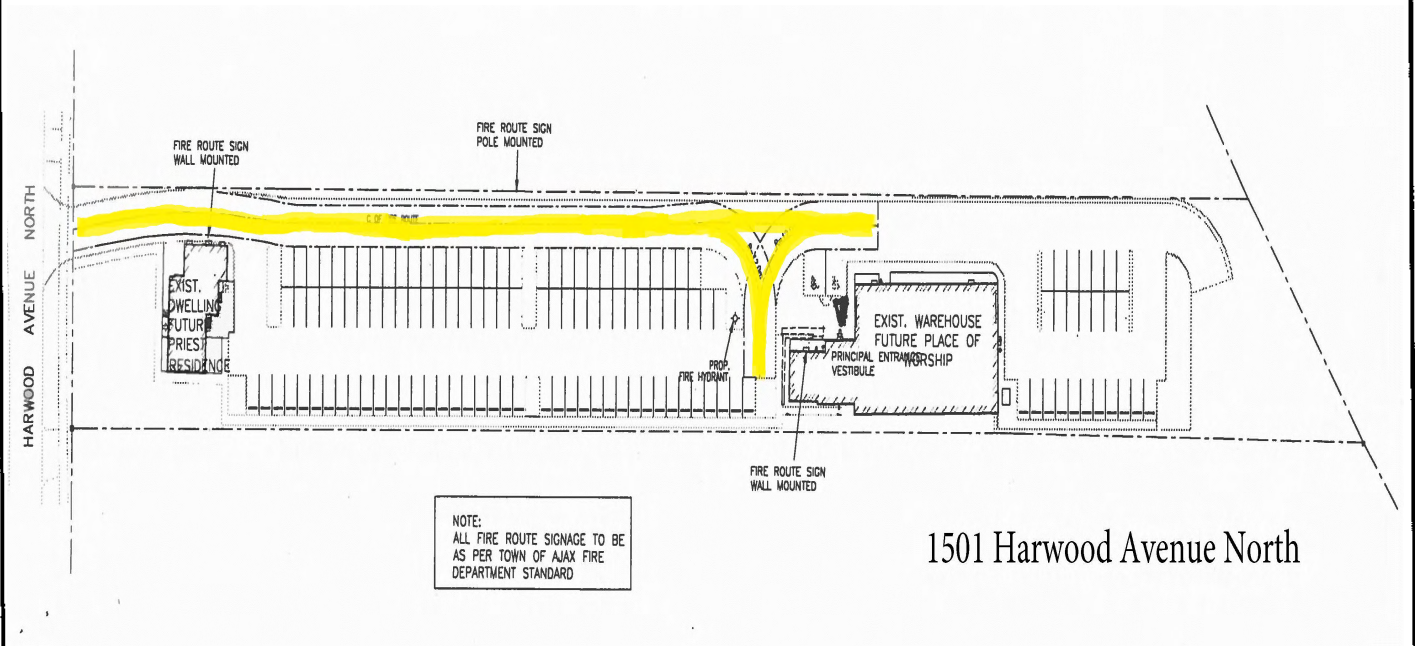 FIRE ROUTE SIGN
POLE MOUNTED
FIRE ROUTE SIGN
WALL MOUNTED
HARWOOD AVENUE NORTH
EXIST.
DWELLING
FUTURE
PRIEST
RESIDENCE
PROP.
FIRE HYDRANT
EXIST. WAREHOUSE
FUTURE PLACE OF
WORSHIP
PRINCIPAL ENTRANCE
VESTIBULE
FIRE ROUTE SIGN
WALL MOUNTED
NOTE:
ALL FIRE ROUTE SIGNAGE TO BE
AS PER TOWN OF AJAX FIRE
DEPARTMENT STANDARD
1501 Harwood Avenue North